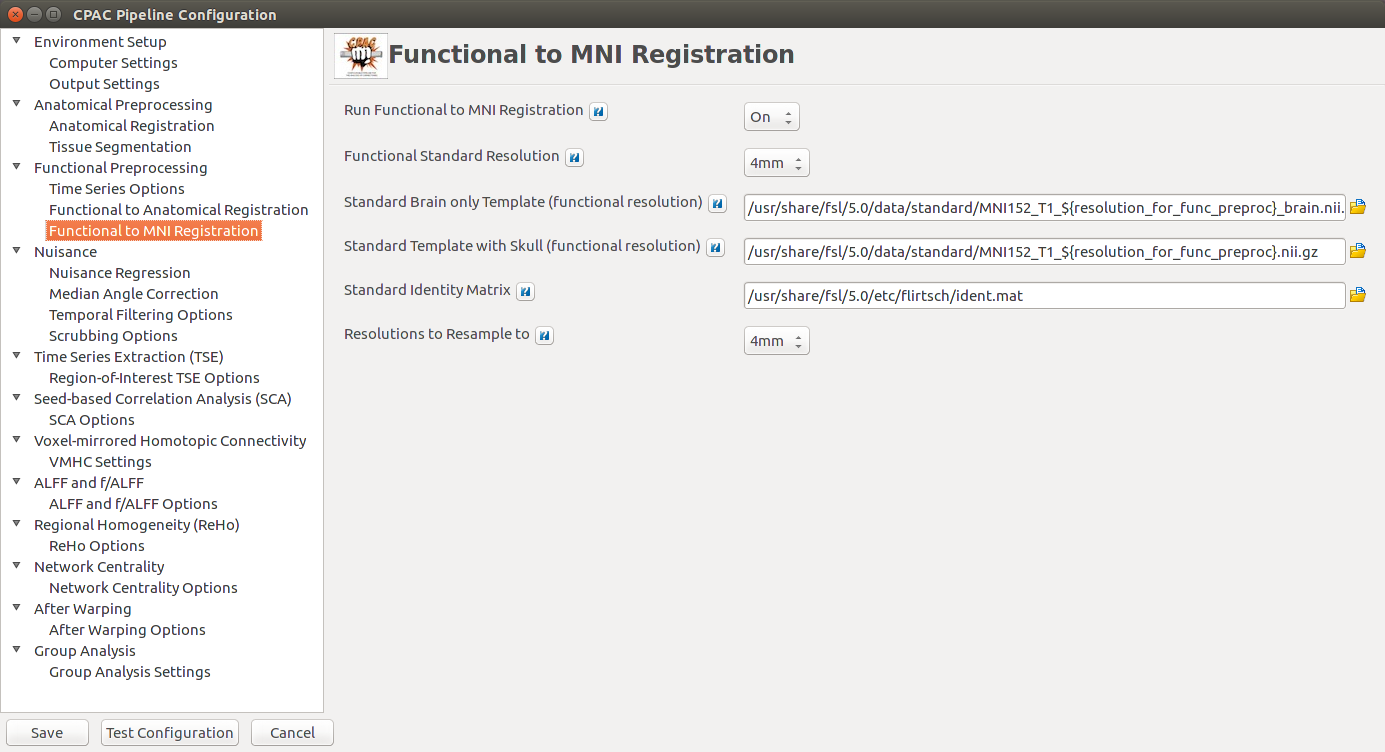 CPAC Pipeline Configuration
Environment Setup
Computer Settings
Output Settings
Anatomical Preprocessing
Anatomical Registration
Tissue Segmentation
Functional Preprocessing
Time Series Options
Functional to Anatomical Registration
Functional to MNI Registration
Nuisance
Nuisance Regression
Median Angle Correction
Temporal Filtering Options
Scrubbing Options
Time Series Extraction (TSE)
Region-of-Interest TSE Options
Seed-based Correlation Analysis (SCA)
SCA Options
Voxel-mirrored Homotopic Connectivity
VMHC Settings
ALFF and f/ALFF
ALFF and f/ALFF Options
Regional Homogeneity (ReHo)
ReHo Options
Network Centrality
Network Centrality Options
After Warping
After Warping Options
Group Analysis
Group Analysis Settings
Save Test Configuration Cancel
CPAC
Functional to MNI Registration
Run Functional to MNI Registration ? On
Functional Standard Resolution ? 4mm
Standard Brain only Template (functional resolution) ? /usr/share/fsl/5.0/data/standard/MNI152_T1_${resolution_for_func_preproc}_brain.nii.
Standard Template with Skull (functional resolution) ? /usr/share/fsl/5.0/data/standard/MNI152_T1_${resolution_for_func_preproc}.nii.gz
Standard Identity Matrix ? /usr/share/fsl/5.0/etc/flirtsch/ident.mat
Resolutions to Resample to ? 4mm